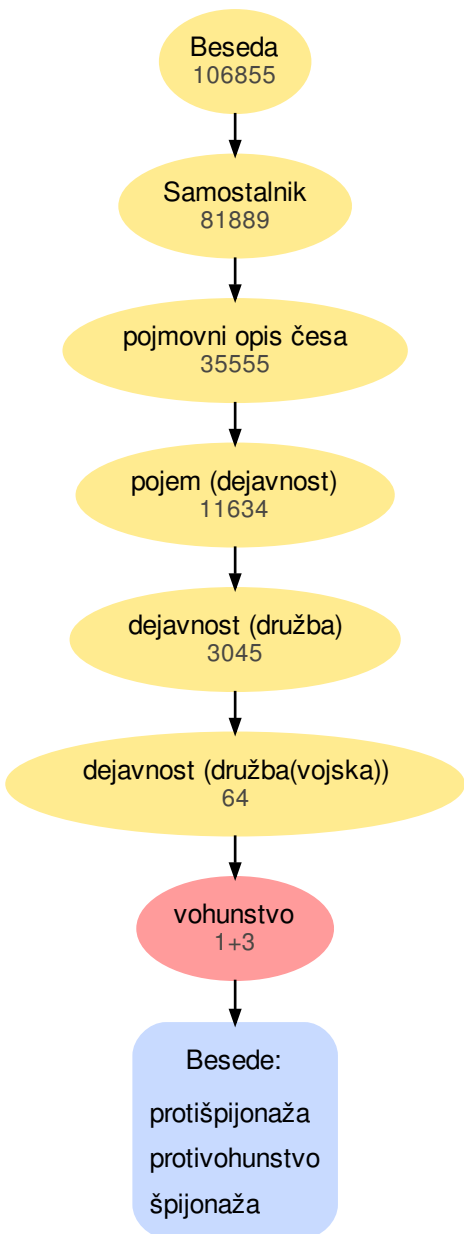 Beseda
106855
Samostalnik
81889
pojmovni opis česa
35555
pojem (dejavnost)
11634
dejavnost (družba)
3045
dejavnost (družba(vojska))
64
vohunstvo
1+3
Besede:
protišpijonaža
protivohunstvo
špijonaža